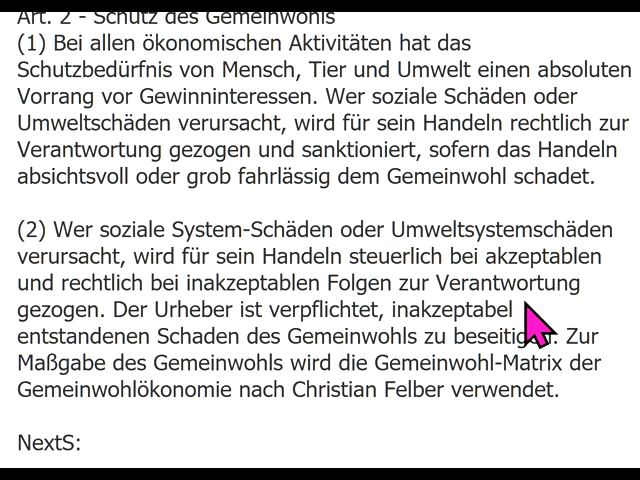 Art. 2 - Schutz des Gemeinwohls
(1) Bei allen ökonomischen Aktivitäten hat das
Schutzbedürfnis von Mensch, Tier und Umwelt einen absoluten
Vorrang vor Gewinninteressen. Wer soziale Schäden oder
Umweltschäden verursacht, wird für sein Handeln rechtlich zur
Verantwortung gezogen und sanktioniert, sofern das Handeln
absichtsvoll oder grob fahrlässig dem Gemeinwohl schadet.
(2) Wer soziale System-Schäden oder Umweltsystemschäden
verursacht, wird für sein Handeln steuerlich bei akzeptablen
und rechtlich bei inakzeptablen Folgen zur Verantwortung
gezogen. Der Urheber ist verpflichtet, inakzeptabel
entstandenen Schaden des Gemeinwohls zu beseitigen. Zur
Maßgabe des Gemeinwohls wird die Gemeinwohl-Matrix der
Gemeinwohlökonomie nach Christian Felber verwendet.
NextS: